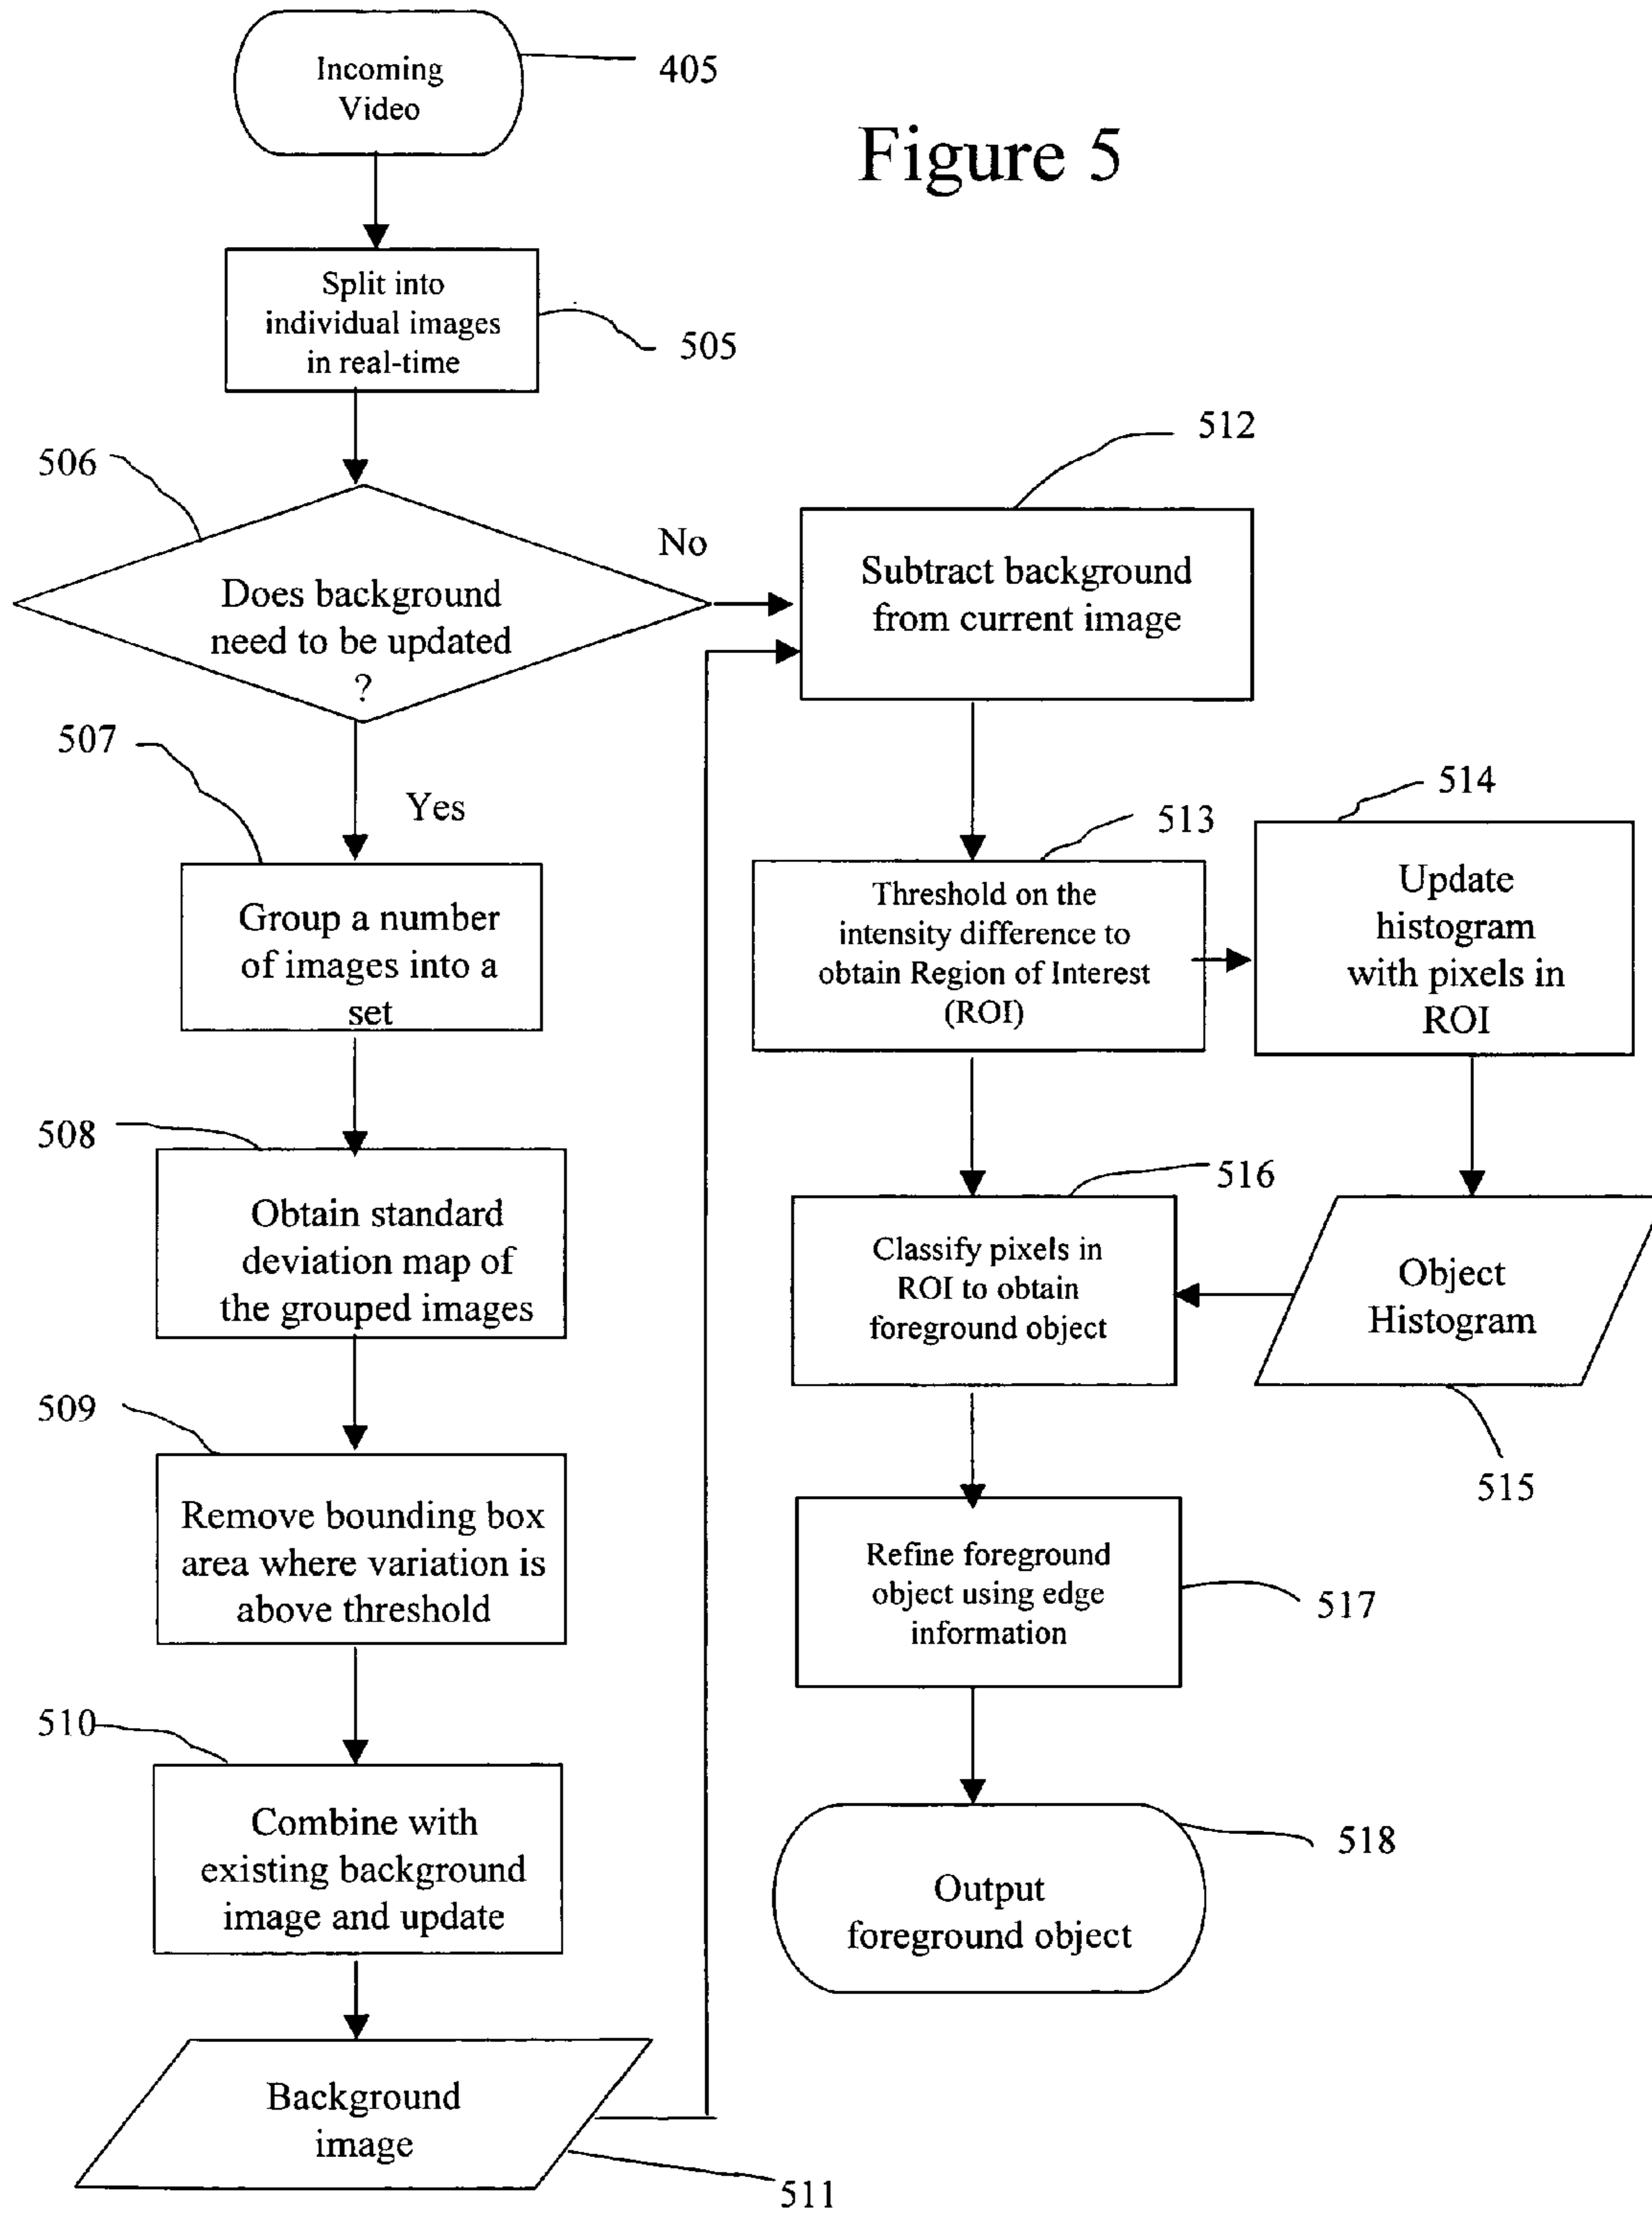 Incoming
Video
405
Figure 5
Split into
individual images
in real-time
505
506
Does background
need to be updated
?
No
Yes
512
Subtract background
from current image
507
Group a number
of images into a
set
513
Threshold on the
intensity difference to
obtain Region of Interest
(ROI)
514
Update
histogram
with pixels in
ROI
508
Obtain standard
deviation map of
the grouped images
516
Classify pixels in
ROI to obtain
foreground object
Object
Histogram
515
509
Remove bounding box
area where variation is
above threshold
Refine foreground
object using edge
information
517
510
Combine with
existing background
image and update
Output
foreground object
518
Background
image
511